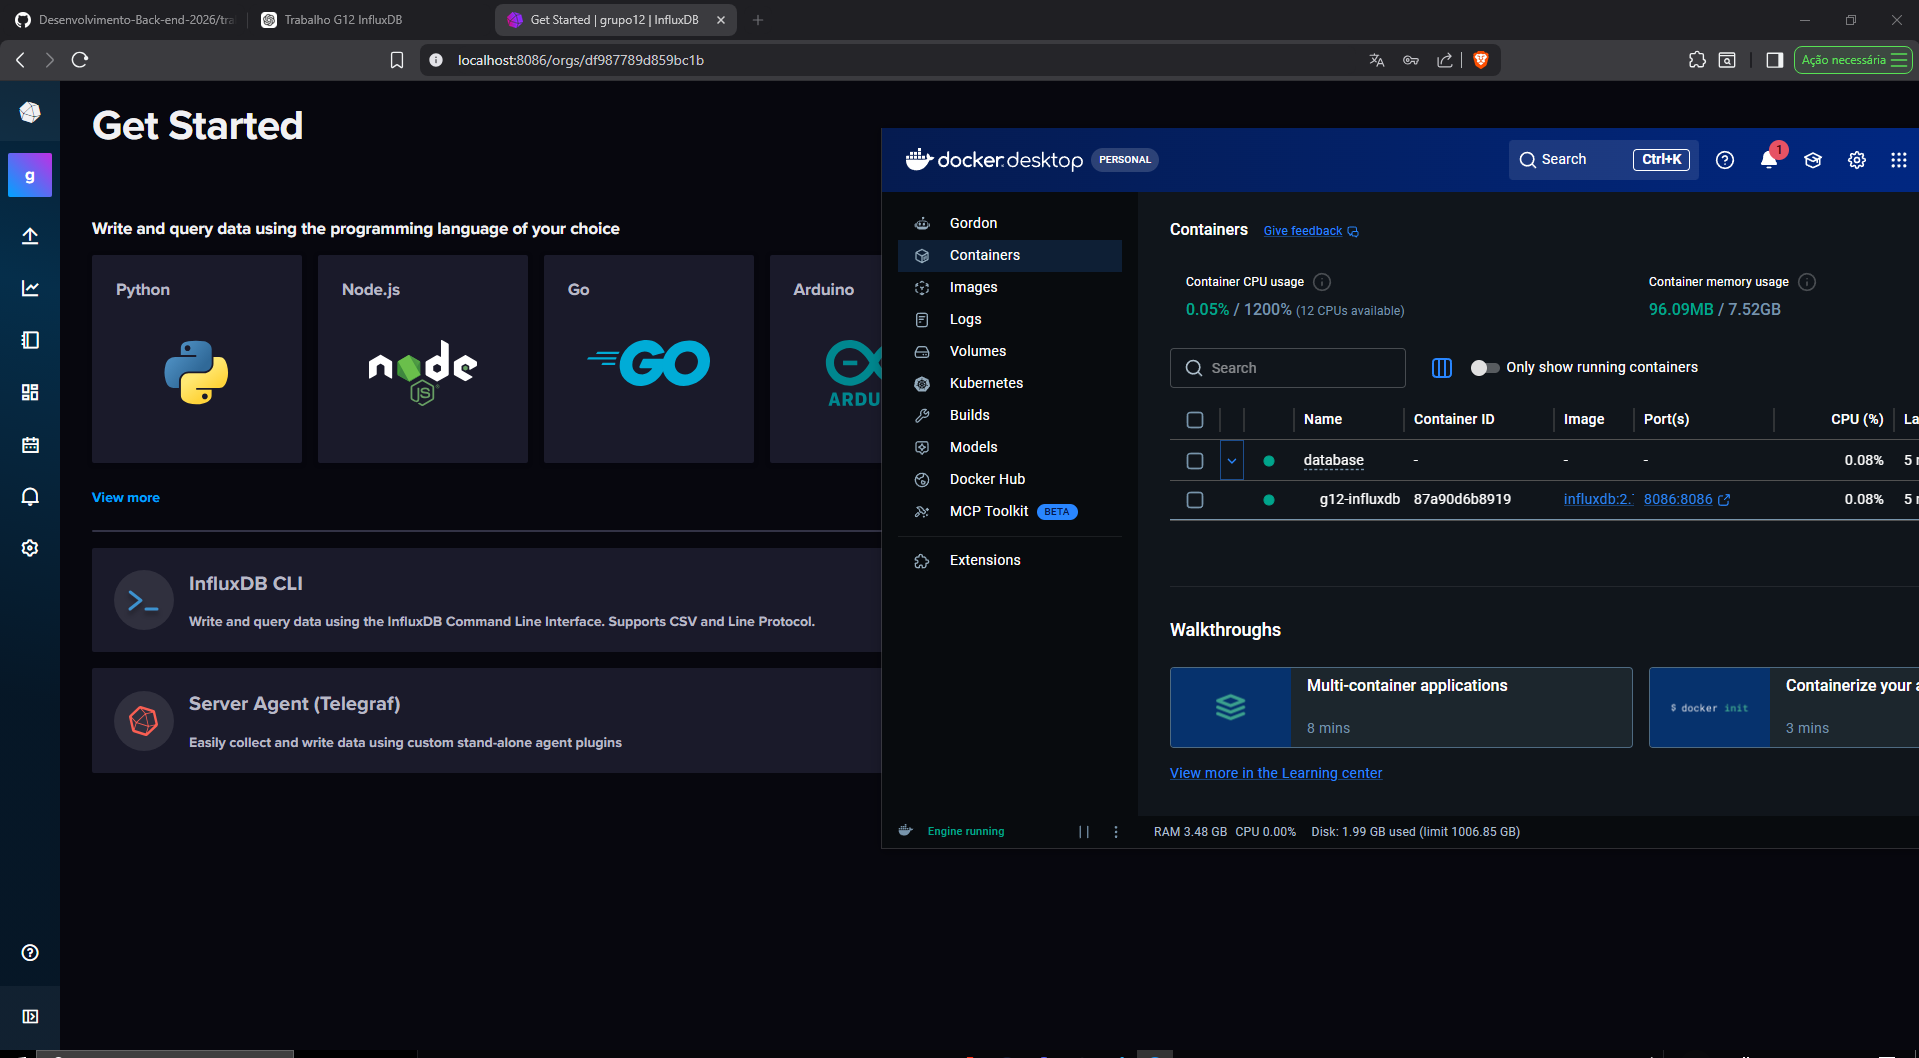 Desenvolvimento-Back-end-2026/tra
Trabalho G12 InfluxDB
Get Started | grupo12 | InfluxDB
localhost:8086/orgs/df987789d859bc1b
Ação necessária
g
Get Started
Write and query data using the programming language of your choice
Python
Node.js
Go
Arduino
node
JS
GO
ARDU
View more
InfluxDB CLI
Write and query data using the InfluxDB Command Line Interface. Supports CSV and Line Protocol.
Server Agent (Telegraf)
Easily collect and write data using custom stand-alone agent plugins
docker.desktop
PERSONAL
Search
Ctrl+K
1
Gordon
Containers
Images
Logs
Volumes
Kubernetes
Builds
Models
Docker Hub
MCP Toolkit BETA
Extensions
Containers Give feedback
Container CPU usage
0.05% / 1200% (12 CPUs available)
Container memory usage
96.09MB / 7.52GB
Search
Only show running containers
Name Container ID Image Port(s) CPU (%) La
database - - - 0.08% 5
g12-influxdb 87a90d6b8919 influxdb:2. 8086:8086 0.08% 5
Walkthroughs
Multi-container applications
8 mins
$ docker init
Containerize your a
3 mins
View more in the Learning center
Engine running
RAM 3.48 GB CPU 0.00% Disk: 1.99 GB used (limit 1006.85 GB)